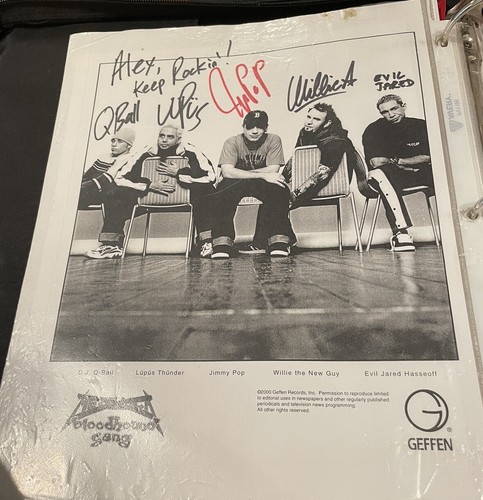 Alex,
Keep Rockin'!
QBall
EVIL
JARED
D.J. Q-Ball Lüpüs Thünder Jimmy Pop Willie the New Guy Evil Jared Hasselhoff
©2000 Geffen Records, Inc. Permission to reproduce limited
to editorial uses in newspapers and other regularly published
periodicals and television news programming.
All other rights reserved.
bloodhound
gang
GEFFEN